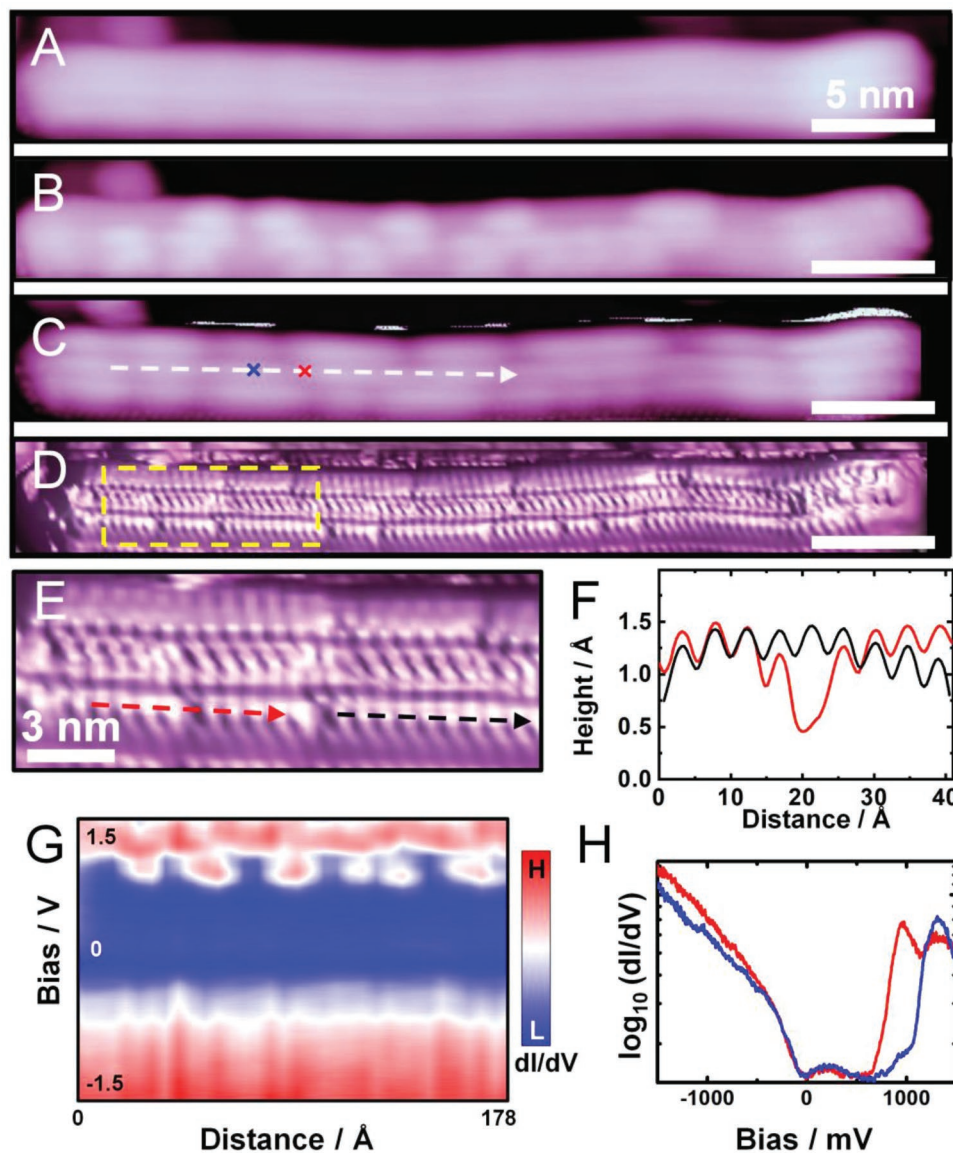 A
5 nm
B
C
D
E
3 nm
F
1.5
1.0
0.5
0.0
0 10 20 30 40
Height / Å
Distance / Å
G
1.5
0
-1.5
Bias / V
0 178
Distance / Å
H
L
dI/dV
H
log10 (dI/dV)
-1000 0 1000
Bias / mV